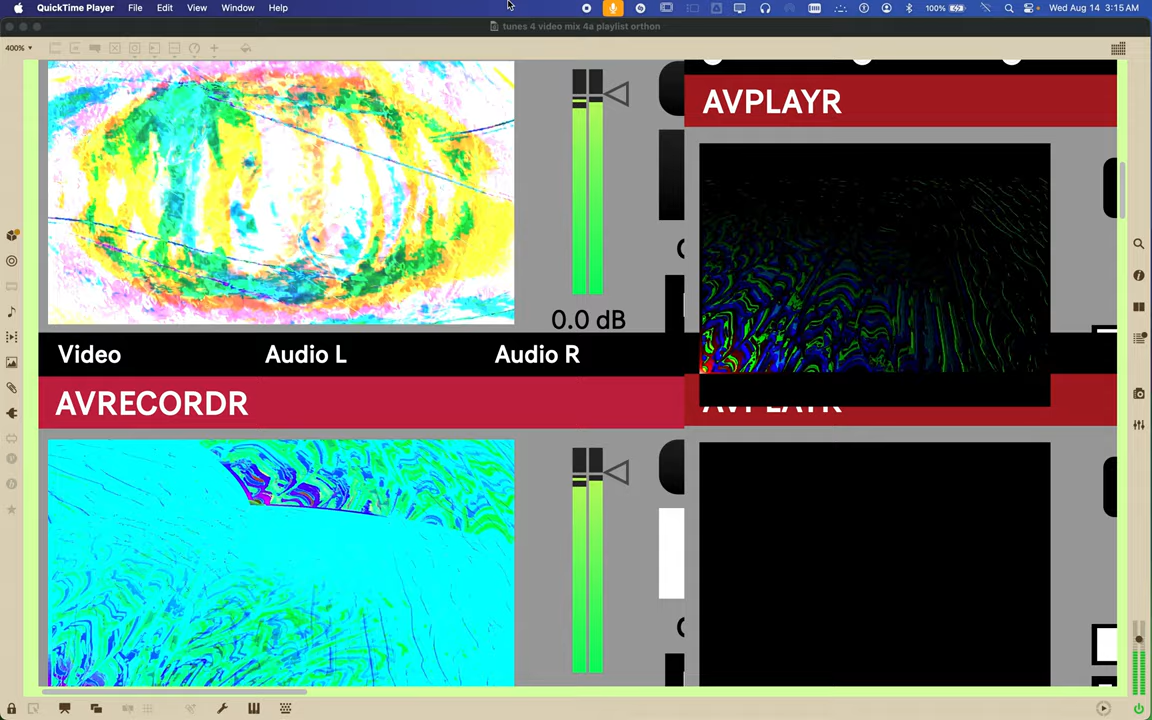 QuickTime Player File Edit View Window Help 100% Wed Aug 14 3:15 AM
tunes 4 video mix 4a playlist orthon
400%
AVPLAYR
0.0 dB
Video Audio L Audio R
AVRECORDR
AVPLAYR